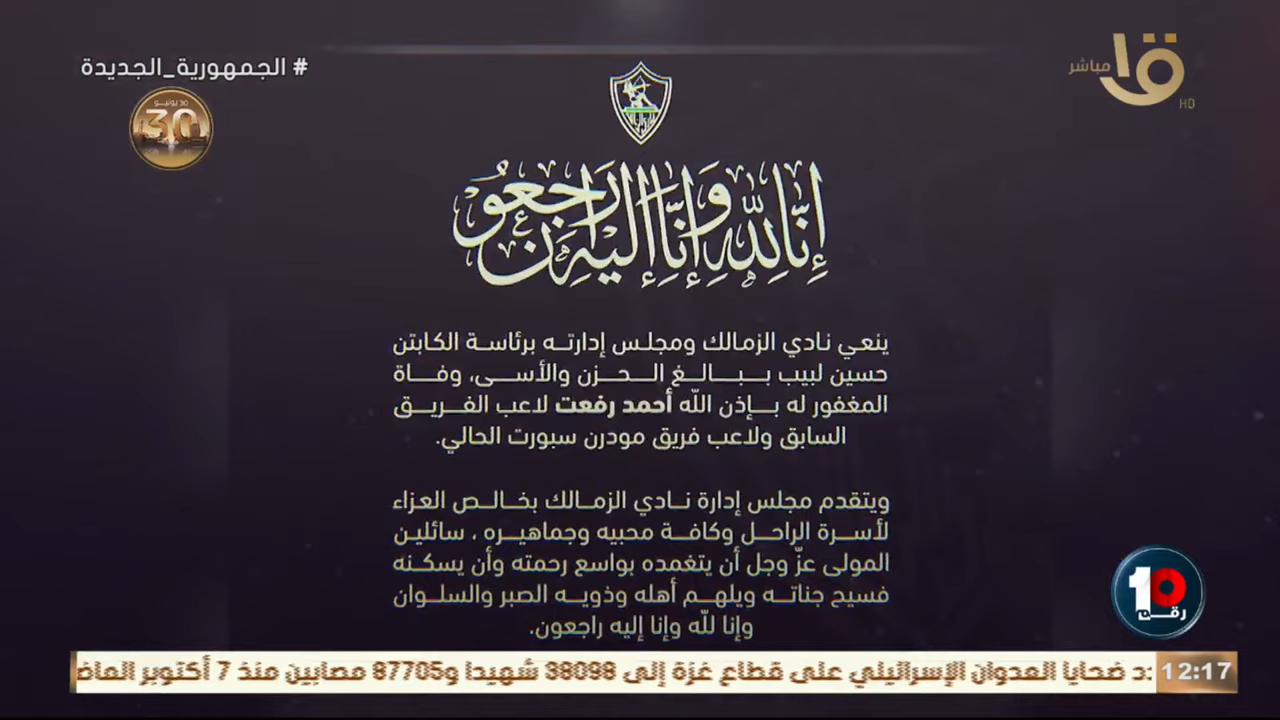 # الجمهورية_الجديدة
30 يونيو
30
مباشر
HD
إنا لله وإنا إليه راجعون
ينعي نادي الزمالك ومجلس إدارته برئاسة الكابتن
حسين لبيب ببالغ الحزن والأسى، وفاة
المغفور له بإذن الله أحمد رفعت لاعب الفريق
السابق ولاعب فريق مودرن سبورت الحالي.
ويتقدم مجلس إدارة نادي الزمالك بخالص العزاء
لأسرة الراحل وكافة محبيه وجماهيره ، سائلين
المولى عزّ وجل أن يتغمده بواسع رحمته وأن يسكنه
فسيح جناته ويلهم أهله وذويه الصبر والسلوان
وإنا لله وإنا إليه راجعون.
رقم 10
12:17
ضحايا العدوان الإسرائيلي على قطاع غزة إلى 38098 شهيدا و87705 مصابين منذ 7 أكتوبر